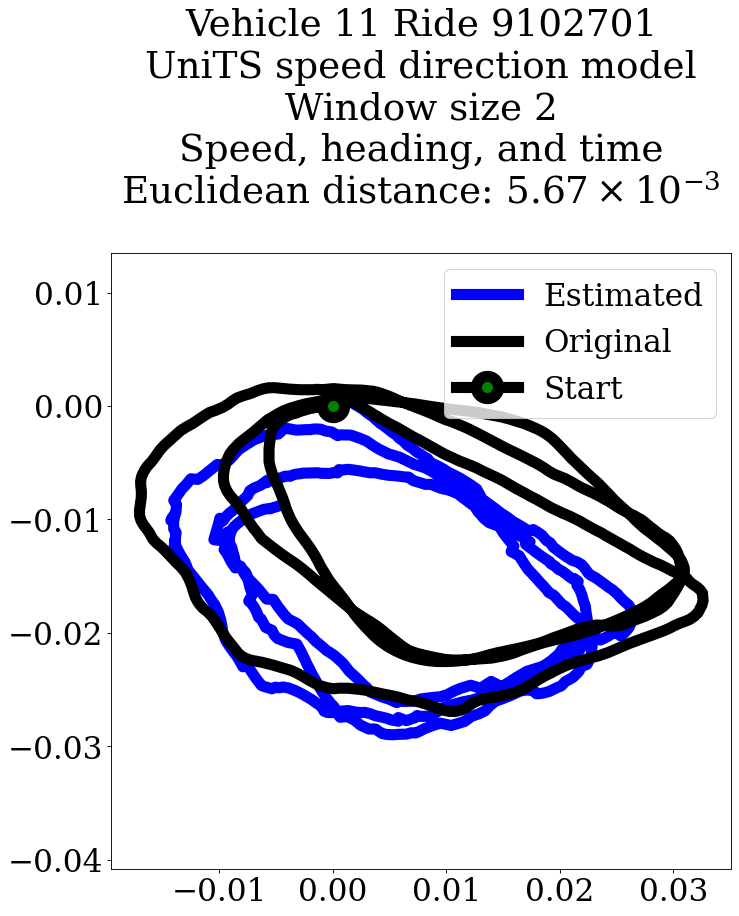 Vehicle 11 Ride 9102701
UniTS speed direction model
Window size 2
Speed, heading, and time
Euclidean distance: 5.67 × 10⁻³
Estimated
Original
Start
0.01
0.00
−0.01
−0.02
−0.03
−0.04
−0.01 0.00 0.01 0.02 0.03